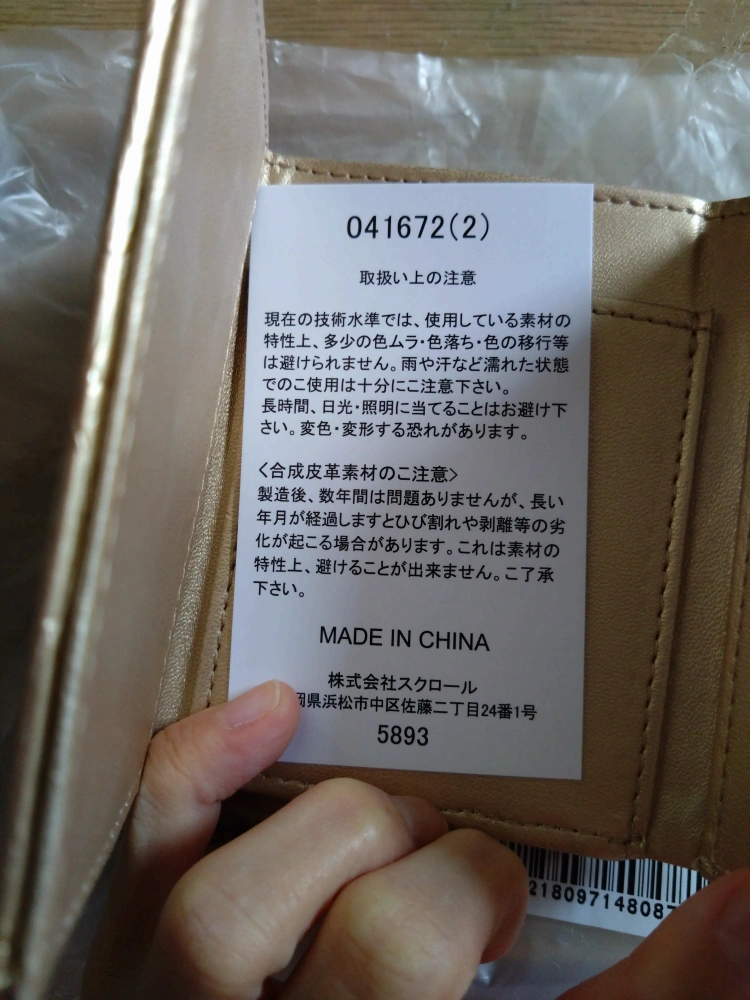 041672(2)
取扱い上の注意
現在の技術水準では、使用している素材の
特性上、多少の色ムラ・色落ち・色の移行等
は避けられません。雨や汗など濡れた状態
でのご使用は十分にご注意下さい。
長時間、日光・照明に当てることはお避け下
さい。変色・変形する恐れがあります。
<合成皮革素材のご注意>
製造後、数年間は問題ありませんが、長い
年月が経過しますとひび割れや剥離等の劣
化が起こる場合があります。これは素材の
特性上、避けることが出来ません。ご了承
下さい。
MADE IN CHINA
株式会社スクロール
岡県浜松市中区佐藤二丁目24番1号
5893
218097148087